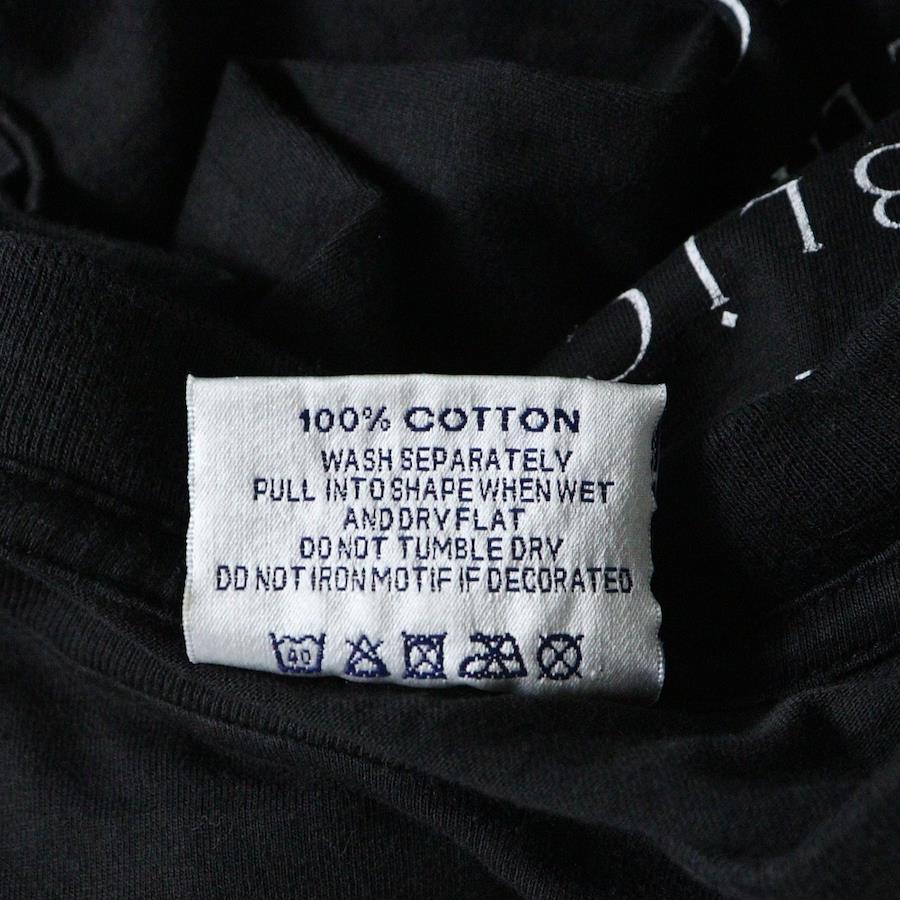 100% COTTON
WASH SEPARATELY
PULL INTO SHAPE WHEN WET
AND DRY FLAT
DO NOT TUMBLE DRY
DO NOT IRON MOTIF IF DECORATED
40